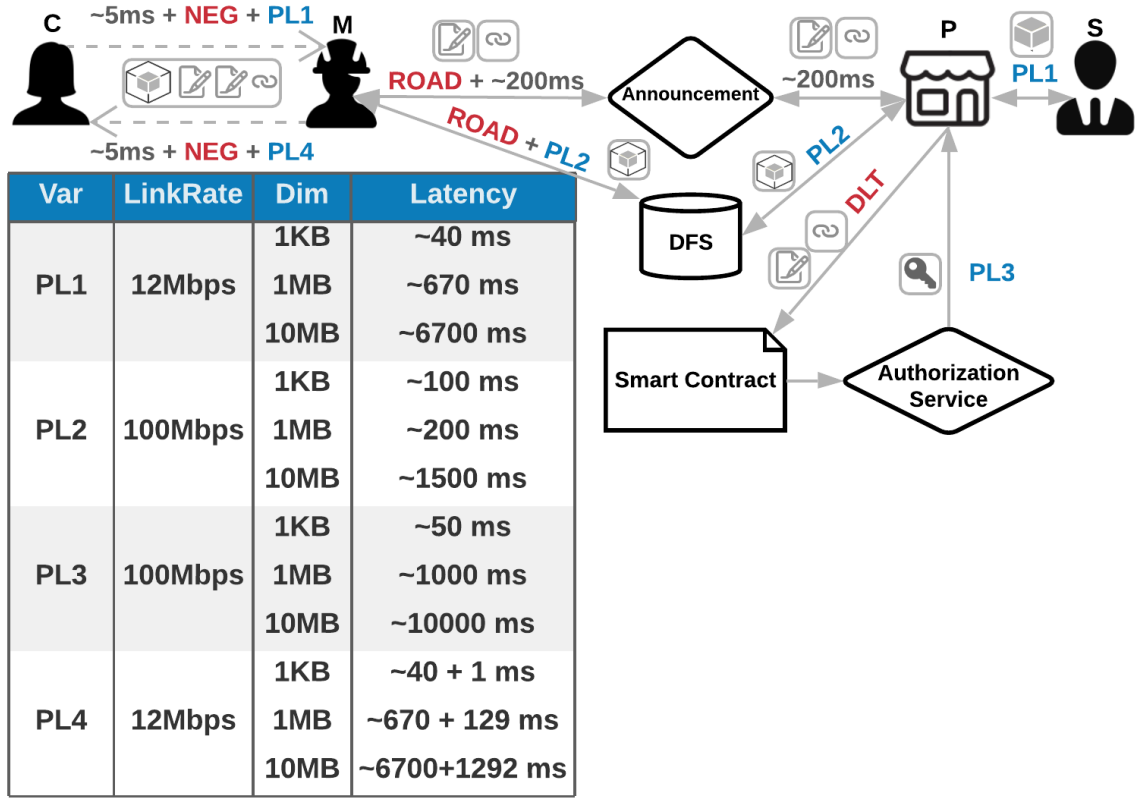 C
~5ms + NEG + PL1
M
P
S
ROAD + ~200ms
Announcement
~200ms
PL1
~5ms + NEG + PL4
ROAD + PL2
PL2
DLT
DFS
PL3
Smart Contract
Authorization
Service
Var LinkRate Dim Latency
1KB ~40 ms
PL1 12Mbps 1MB ~670 ms
10MB ~6700 ms
1KB ~100 ms
PL2 100Mbps 1MB ~200 ms
10MB ~1500 ms
1KB ~50 ms
PL3 100Mbps 1MB ~1000 ms
10MB ~10000 ms
1KB ~40 + 1 ms
PL4 12Mbps 1MB ~670 + 129 ms
10MB ~6700+1292 ms